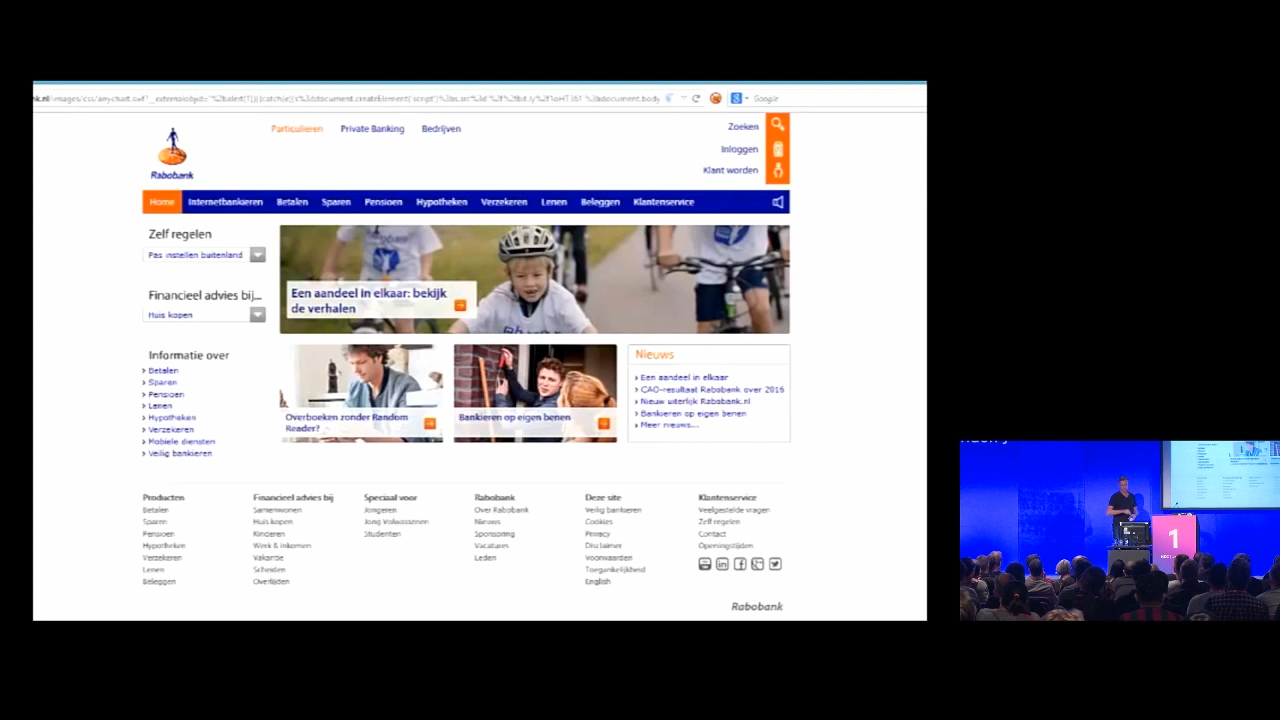 Particulieren Private Banking Bedrijven
Zoeken
Inloggen
Klant worden
Rabobank
Home Internetbankieren Betalen Sparen Pensioen Hypotheken Verzekeren Lenen Beleggen Klantenservice
Zelf regelen
Pas instellen buitenland
Financieel advies bij...
Huis kopen
Een aandeel in elkaar: bekijk
de verhalen
Informatie over
Betalen
Sparen
Pensioen
Lenen
Hypotheken
Verzekeren
Mobiele diensten
Veilig bankieren
Overboeken zonder Random
Reader?
Bankieren op eigen benen
Nieuws
Een aandeel in elkaar
CAO-resultaat Rabobank over 2016
Nieuw uiterlijk Rabobank.nl
Bankieren op eigen benen
Meer nieuws...
Producten
Betalen
Sparen
Pensioen
Hypotheken
Verzekeren
Lenen
Beleggen
Financieel advies bij
Samenwonen
Huis kopen
Kinderen
Werk & inkomen
Vakantie
Scheiden
Overlijden
Speciaal voor
Jongeren
Jong Volwassenen
Studenten
Rabobank
Over Rabobank
Nieuws
Sponsoring
Vacatures
Leden
Deze site
Veilig bankieren
Cookies
Privacy
Disclaimer
Voorwaarden
Toegankelijkheid
English
Klantenservice
Veelgestelde vragen
Zelf regelen
Contact
Openingstijden
Rabobank
Google
1